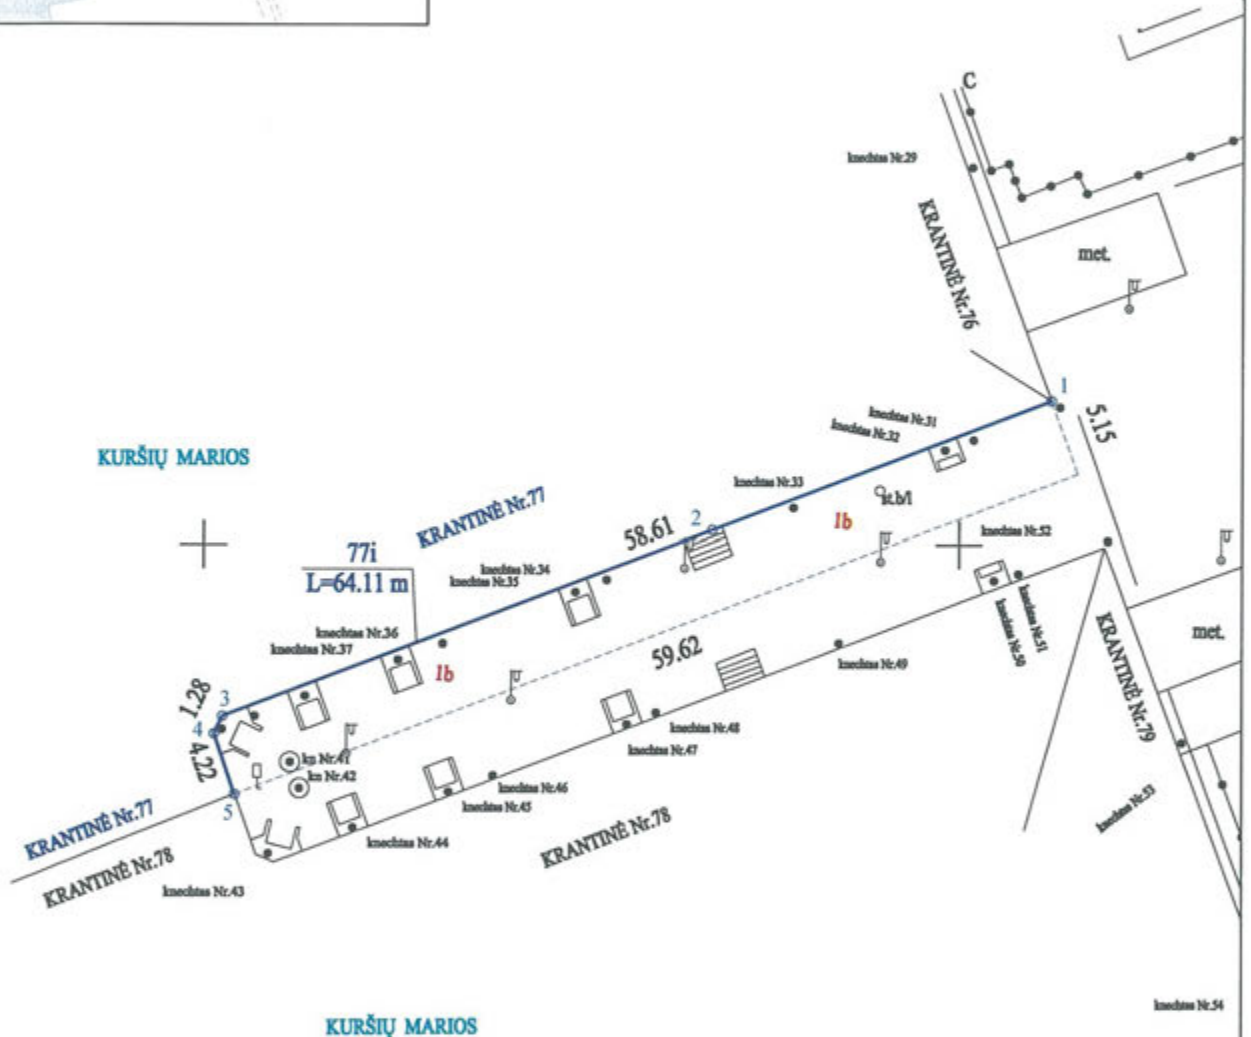 C
knechtas Nr.29
KRANTINĖ Nr.76
met.
1
5.15
knechtas Nr.31
knechtas Nr.32
KURŠIŲ MARIOS
knechtas Nr.33
KRANTINĖ Nr.77
2
58.61
1b
st.b/l
knechtas Nr.52
77i
L=64.11 m
knechtas Nr.34
knechtas Nr.35
knechtas Nr.36
knechtas Nr.37
knechtas Nr.51
knechtas Nr.50
KRANTINĖ Nr.79
met.
59.62
1b
knechtas Nr.49
1.28
3
4
4.22
kn Nr.41
kn Nr.42
knechtas Nr.48
knechtas Nr.47
knechtas Nr.46
knechtas Nr.45
5
KRANTINĖ Nr.77
KRANTINĖ Nr.78
knechtas Nr.44
KRANTINĖ Nr.78
knechtas Nr.53
knechtas Nr.43
knechtas Nr.54
KURŠIŲ MARIOS